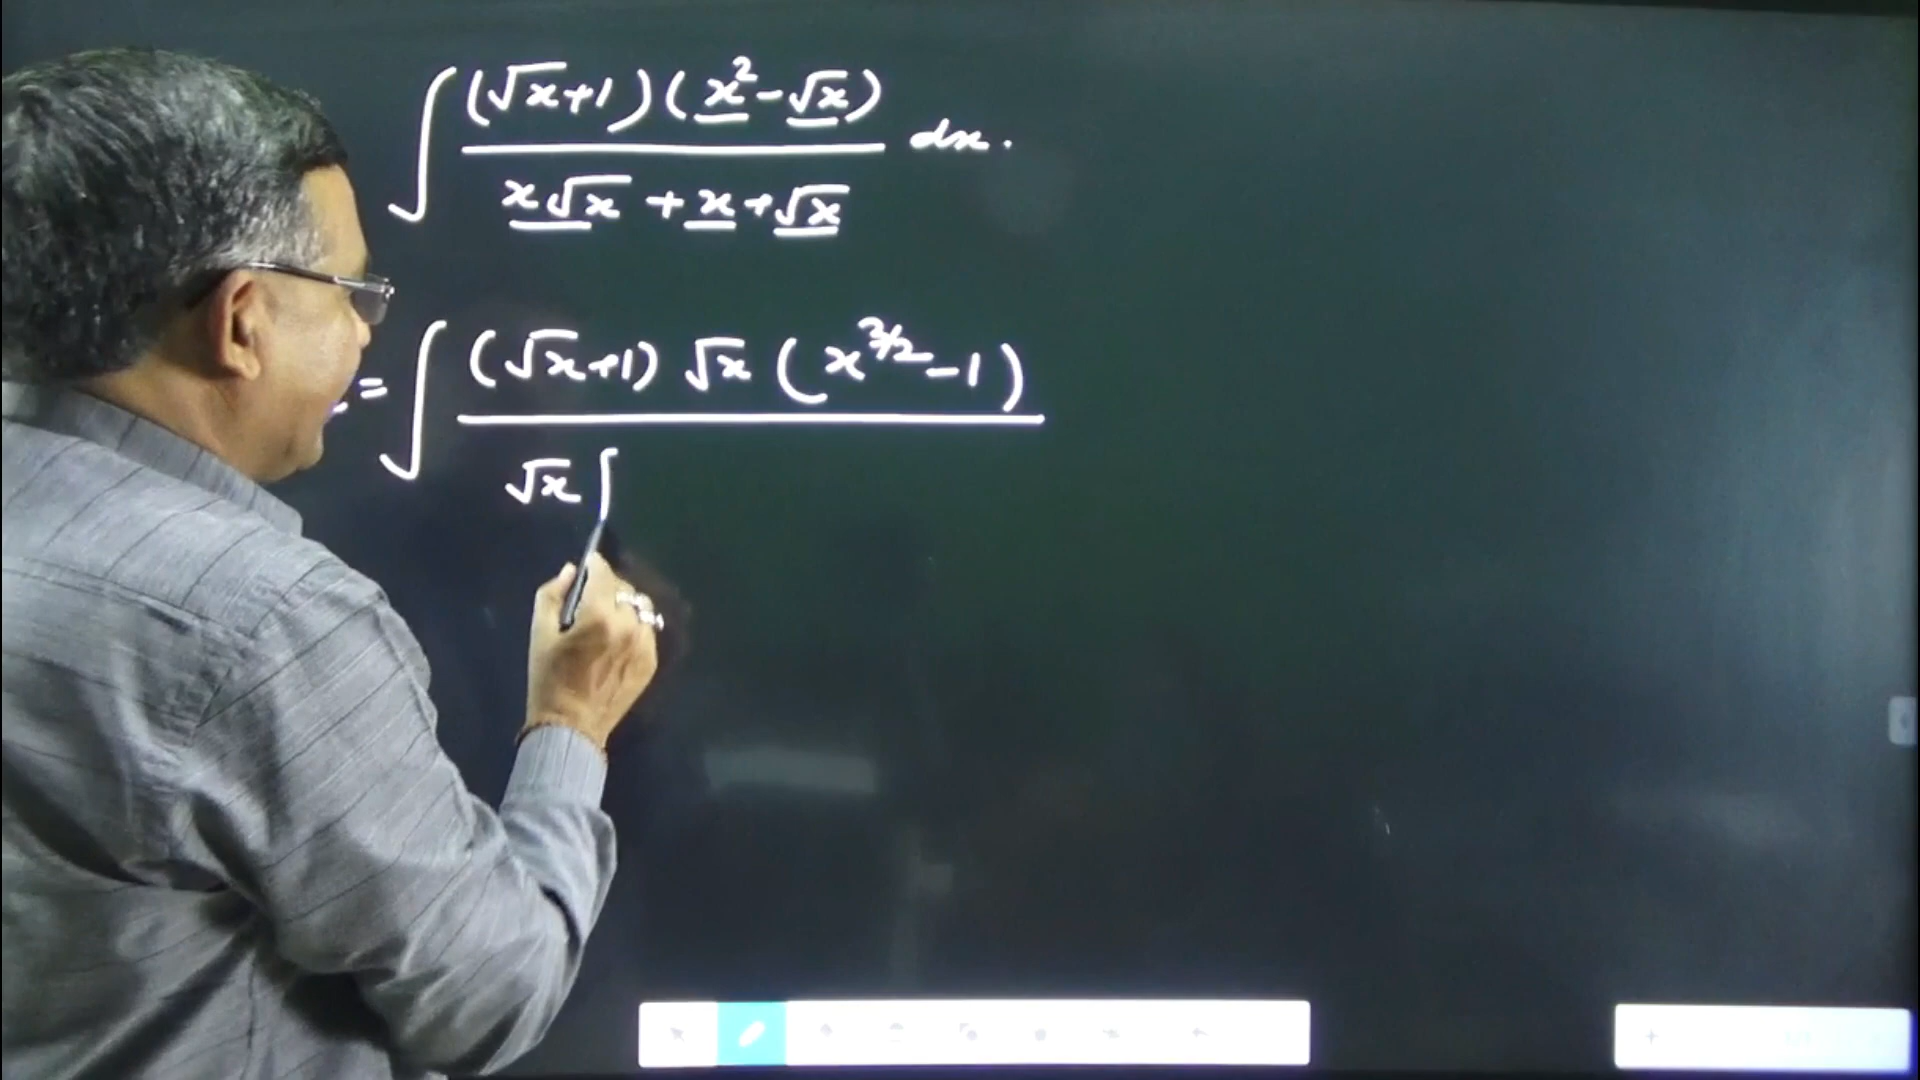 ∫ (√x+1)(x²-√x) / x√x + x + √x dx.
= ∫ (√x+1) √x (x^3/2 - 1) / √x [